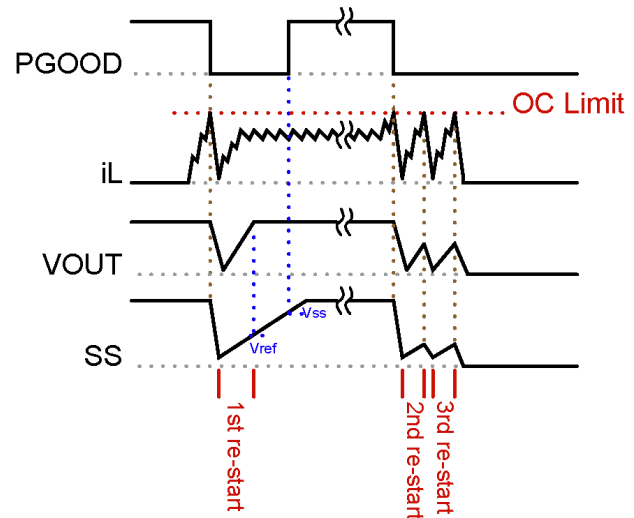 PGOOD
OC Limit
iL
VOUT
Vss
Vref
SS
1st re-start
2nd re-start
3rd re-start